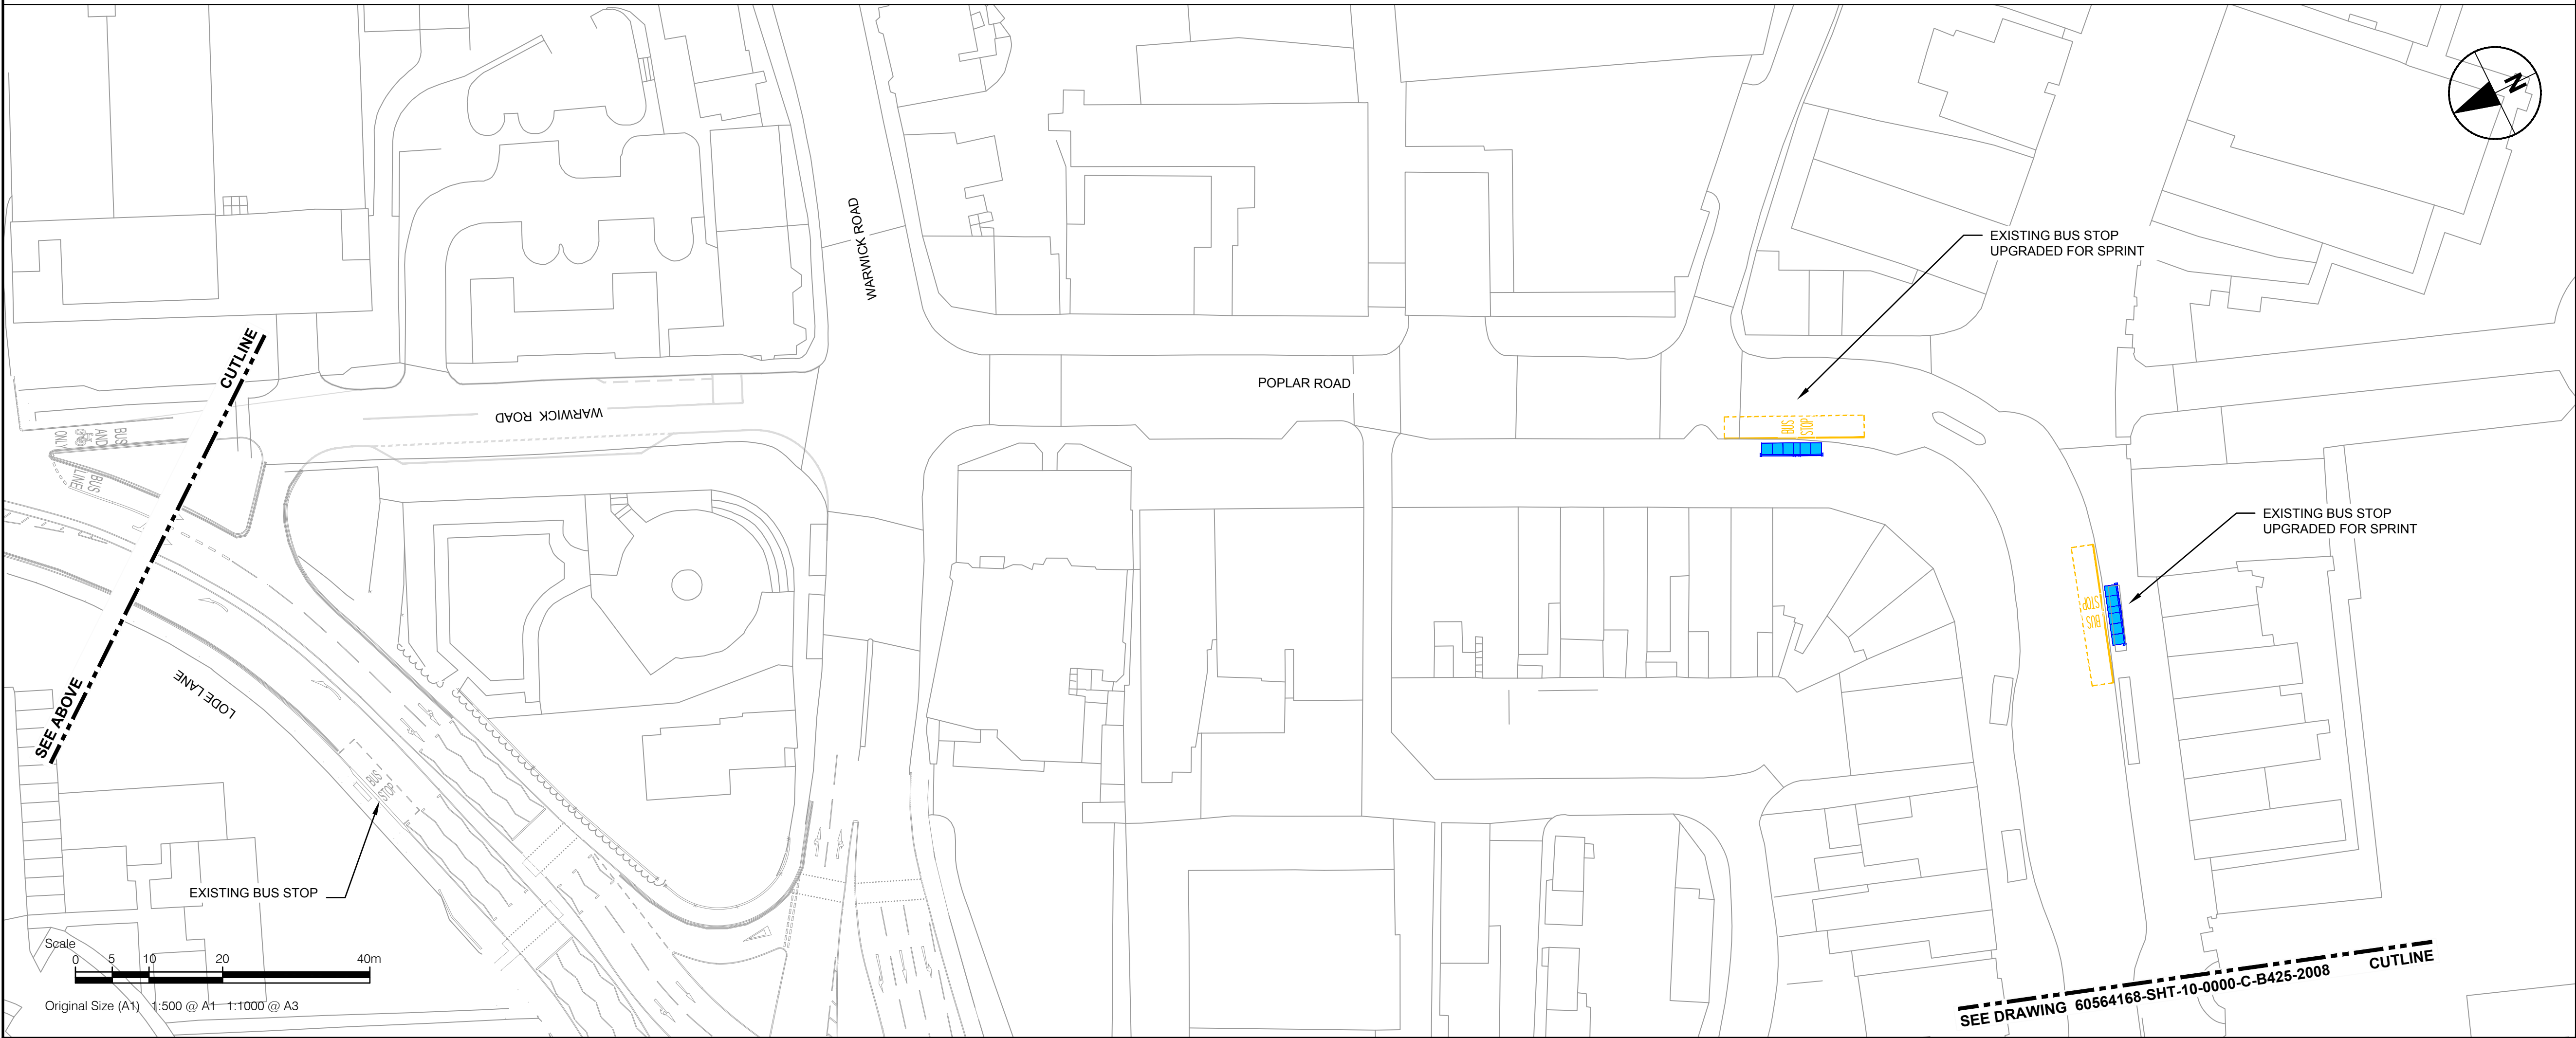 N
WARWICK ROAD
EXISTING BUS STOP
UPGRADED FOR SPRINT
CUTLINE
POPLAR ROAD
WARWICK ROAD
BUS
STOP
BUS
AND
ONLY
BUS
LINE
EXISTING BUS STOP
UPGRADED FOR SPRINT
BUS
STOP
SEE ABOVE
LODE LANE
BUS
STOP
EXISTING BUS STOP
Scale
0 5 10 20 40m
Original Size (A1) 1:500 @ A1 1:1000 @ A3
CUTLINE
SEE DRAWING 60564168-SHT-10-0000-C-B425-2008